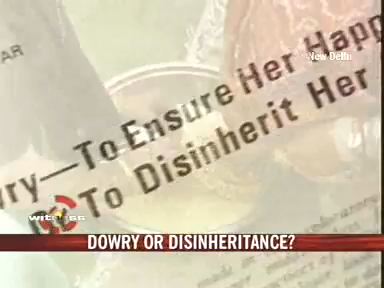 AR
New Delhi
ry—To Ensure Her Happ
To Disinherit Her
witness
DOWRY OR DISINHERITANCE?